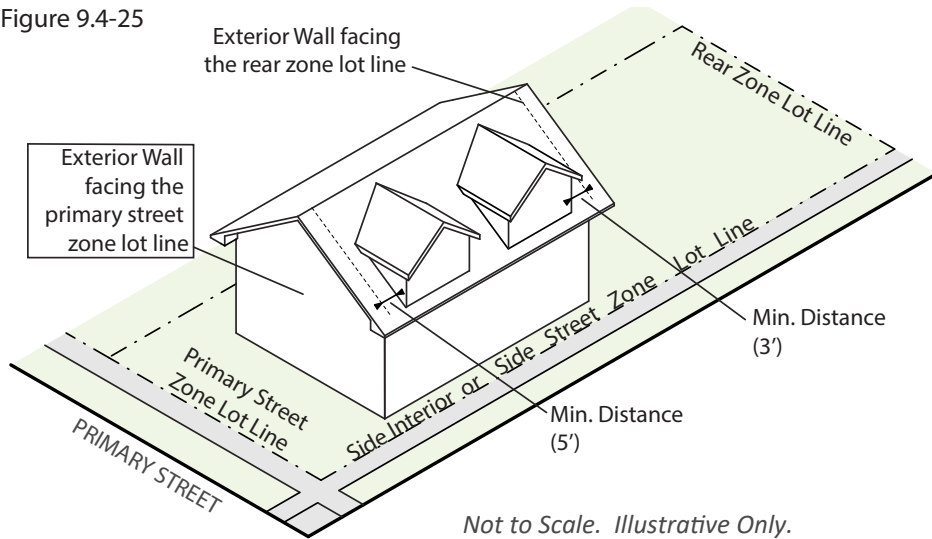 Figure 9.4-25
Exterior Wall facing
the rear zone lot line
Rear Zone Lot Line
Exterior Wall
facing the
primary street
zone lot line
Side Interior or Side Street Zone Lot Line
Min. Distance
(3')
Primary Street
Zone Lot Line
Min. Distance
(5')
PRIMARY STREET
Not to Scale. Illustrative Only.